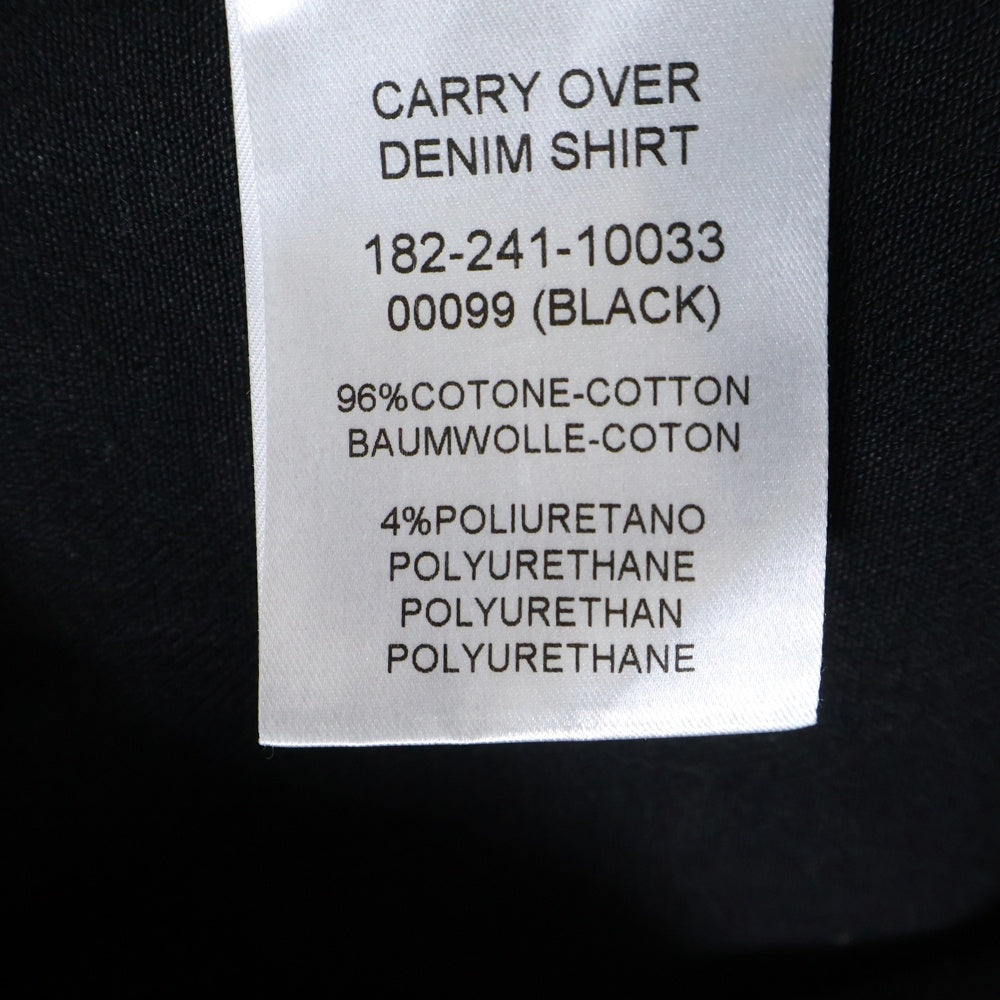 CARRY OVER
DENIM SHIRT
182-241-10033
00099 (BLACK)
96%COTONE-COTTON
BAUMWOLLE-COTON
4%POLIURETANO
POLYURETHANE
POLYURETHAN
POLYURETHANE